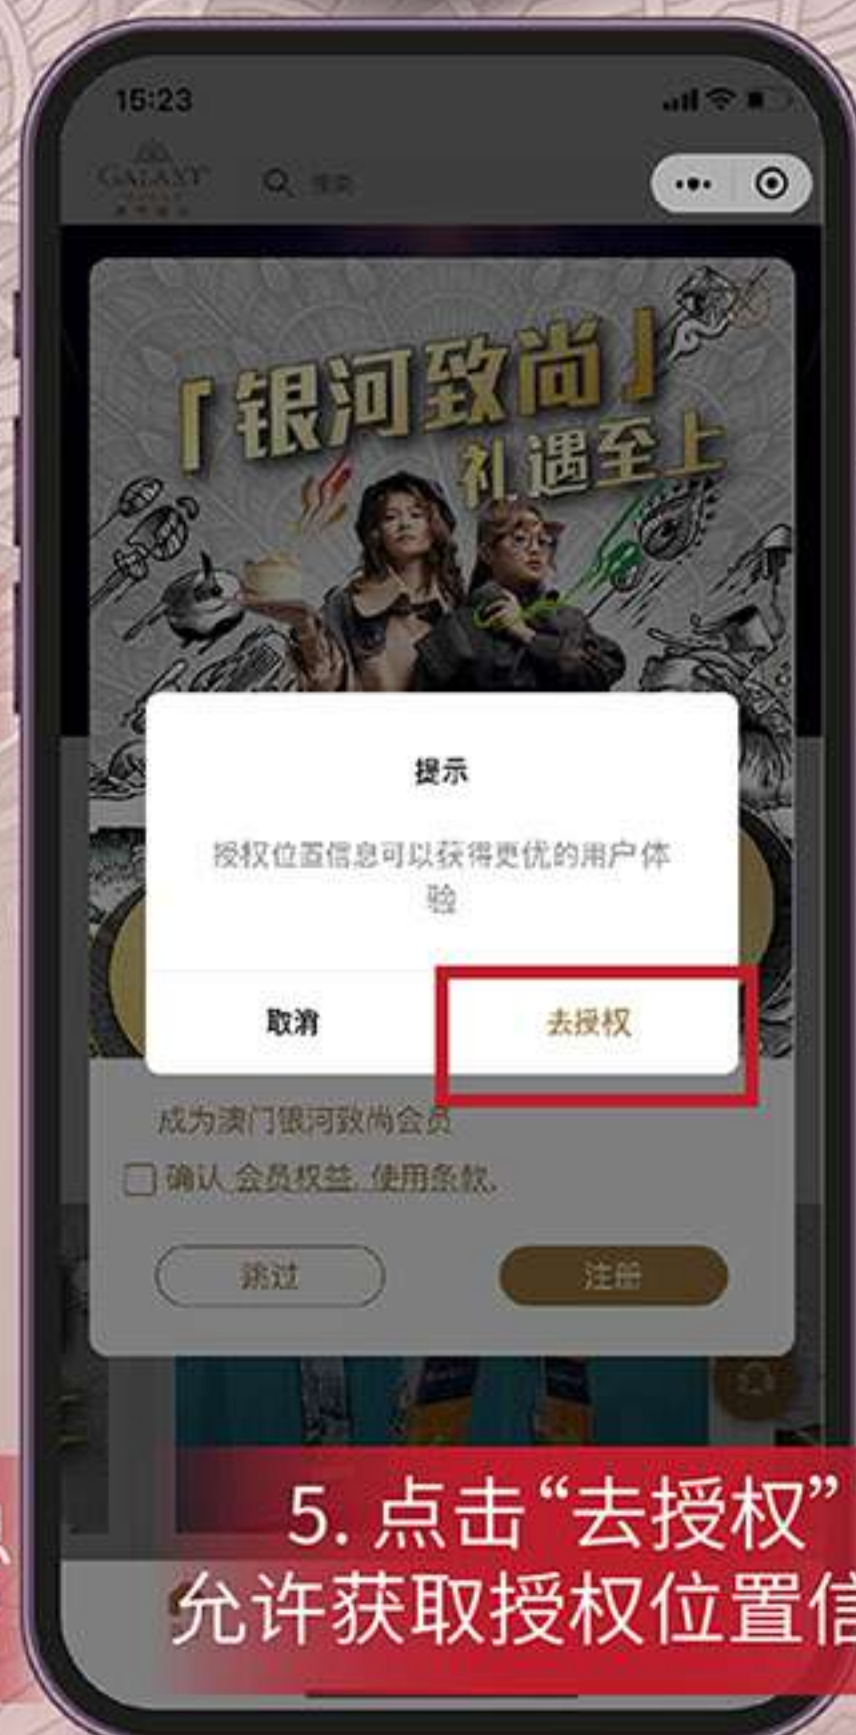 15:23
GALAXY
搜索
「银河致尚」
礼遇至上
提示
授权位置信息可以获得更优的用户体
验
取消
去授权
成为澳门银河致尚会员
确认 会员权益, 使用条款。
跳过
注册
5. 点击“去授权”
允许获取授权位置信